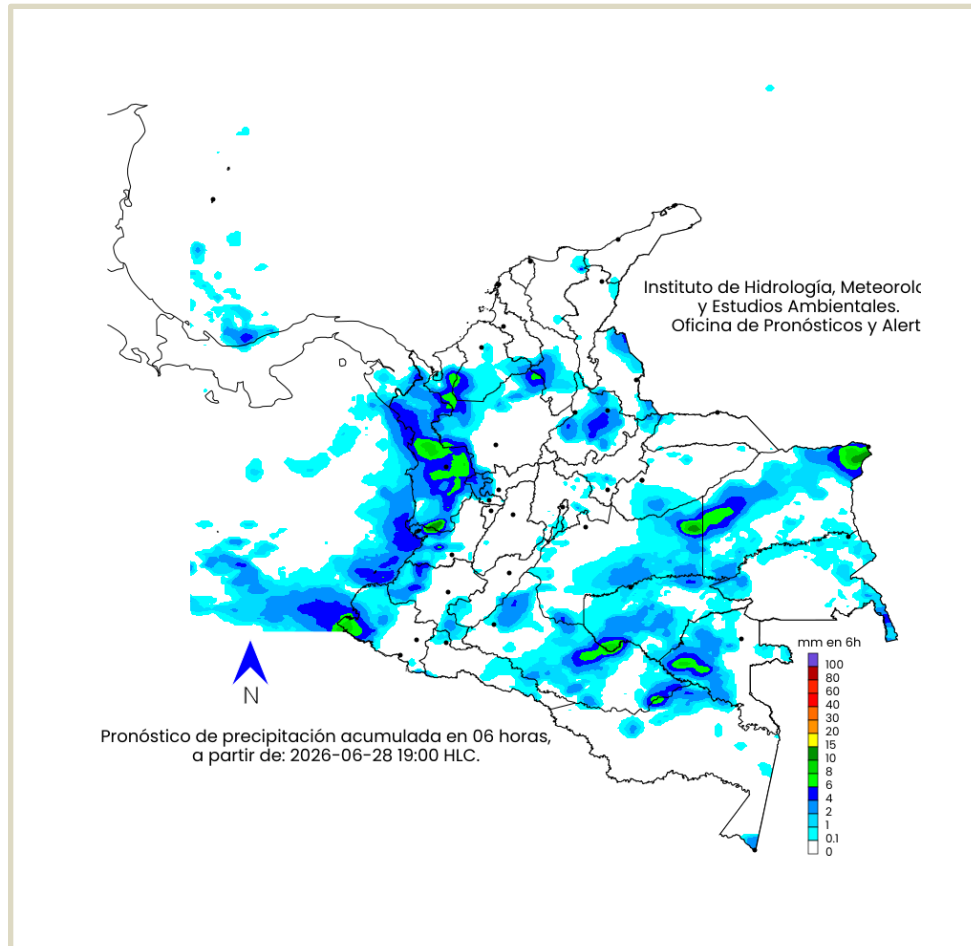 Instituto de Hidrología, Meteorolo
y Estudios Ambientales.
Oficina de Pronósticos y Alert
mm en 6h
100
80
60
40
30
20
15
10
8
6
4
2
1
0.1
0
N
Pronóstico de precipitación acumulada en 06 horas,
a partir de: 2026-06-28 19:00 HLC.